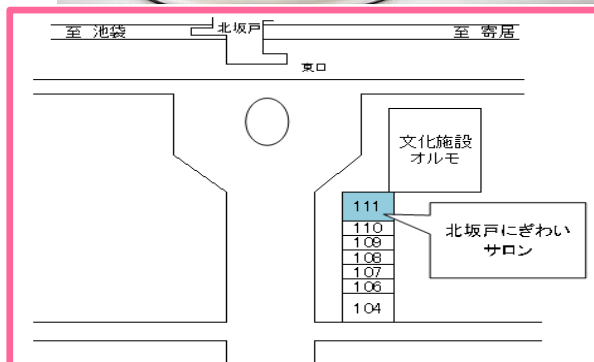 至 池袋
北坂戸
至 寄居
東口
文化施設
オルモ
111
110
109
108
107
106
104
北坂戸にぎわい
サロン